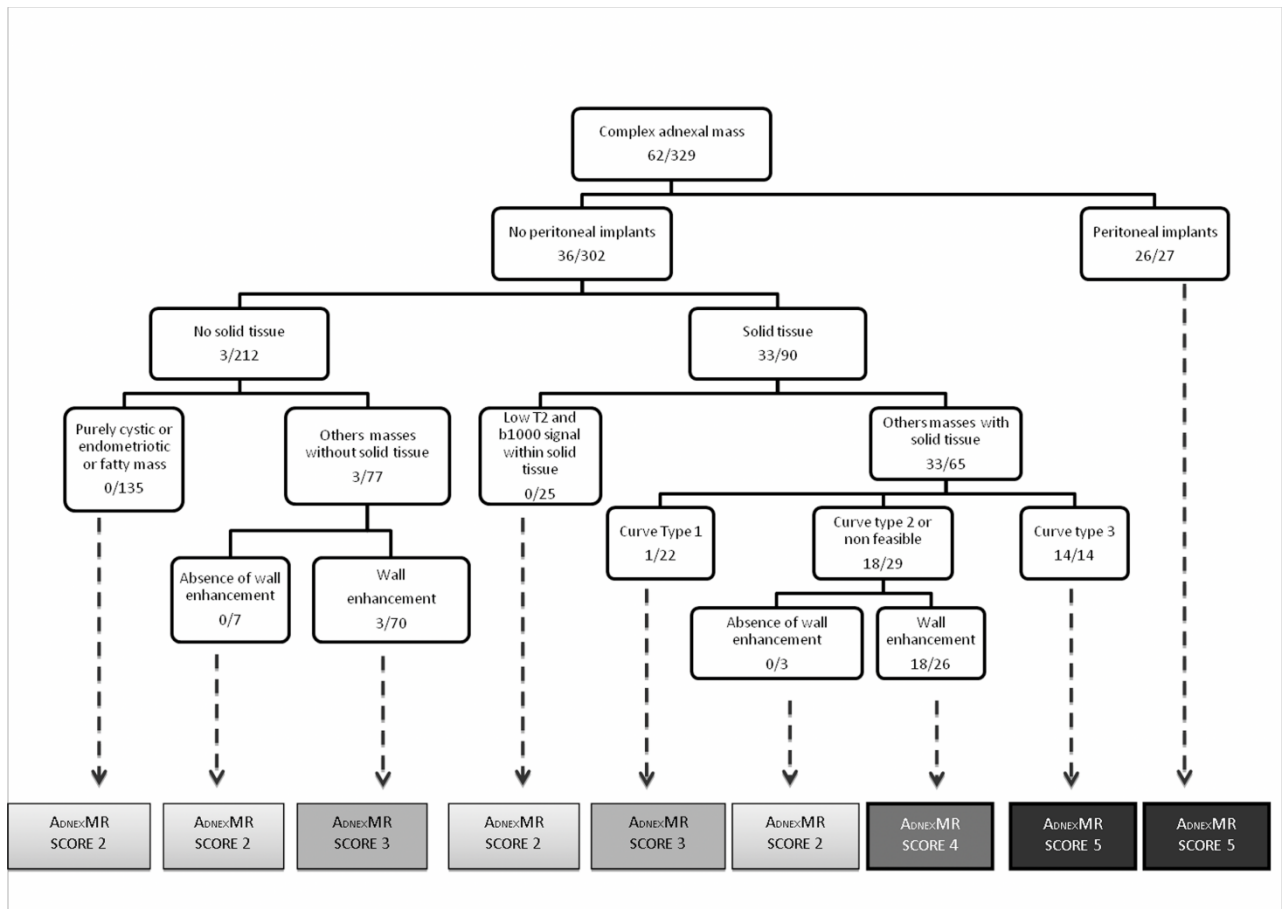 Complex adnexal mass
62/329
No peritoneal implants
36/302
Peritoneal implants
26/27
No solid tissue
3/212
Solid tissue
33/90
Purely cystic or
endometriotic
or fatty mass
0/135
Others masses
without solid tissue
3/77
Low T2 and
b1000 signal
within solid
tissue
0/25
Others masses with
solid tissue
33/65
Absence of wall
enhancement
0/7
Wall
enhancement
3/70
Curve Type 1
1/22
Curve type 2 or
non feasible
18/29
Curve type 3
14/14
Absence of wall
enhancement
0/3
Wall
enhancement
18/26
ADNEXMR
SCORE 2
ADNEXMR
SCORE 2
ADNEXMR
SCORE 3
ADNEXMR
SCORE 2
ADNEXMR
SCORE 3
ADNEXMR
SCORE 2
ADNEXMR
SCORE 4
ADNEXMR
SCORE 5
ADNEXMR
SCORE 5